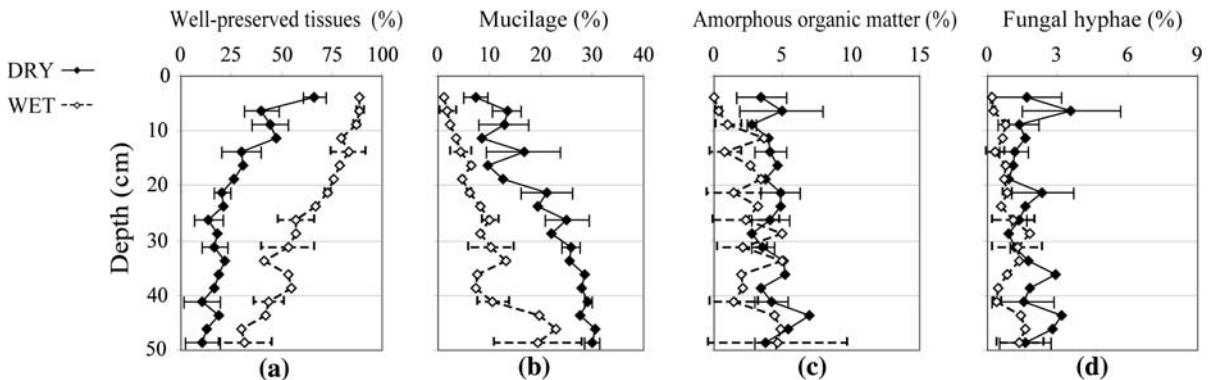 Well-preserved tissues (%) Mucilage (%) Amorphous organic matter (%) Fungal hyphae (%)
0 25 50 75 100 0 10 20 30 40 0 5 10 15 0 3 6 9
DRY
WET
0
10
20
30
40
50
Depth (cm)
(a) (b) (c) (d)